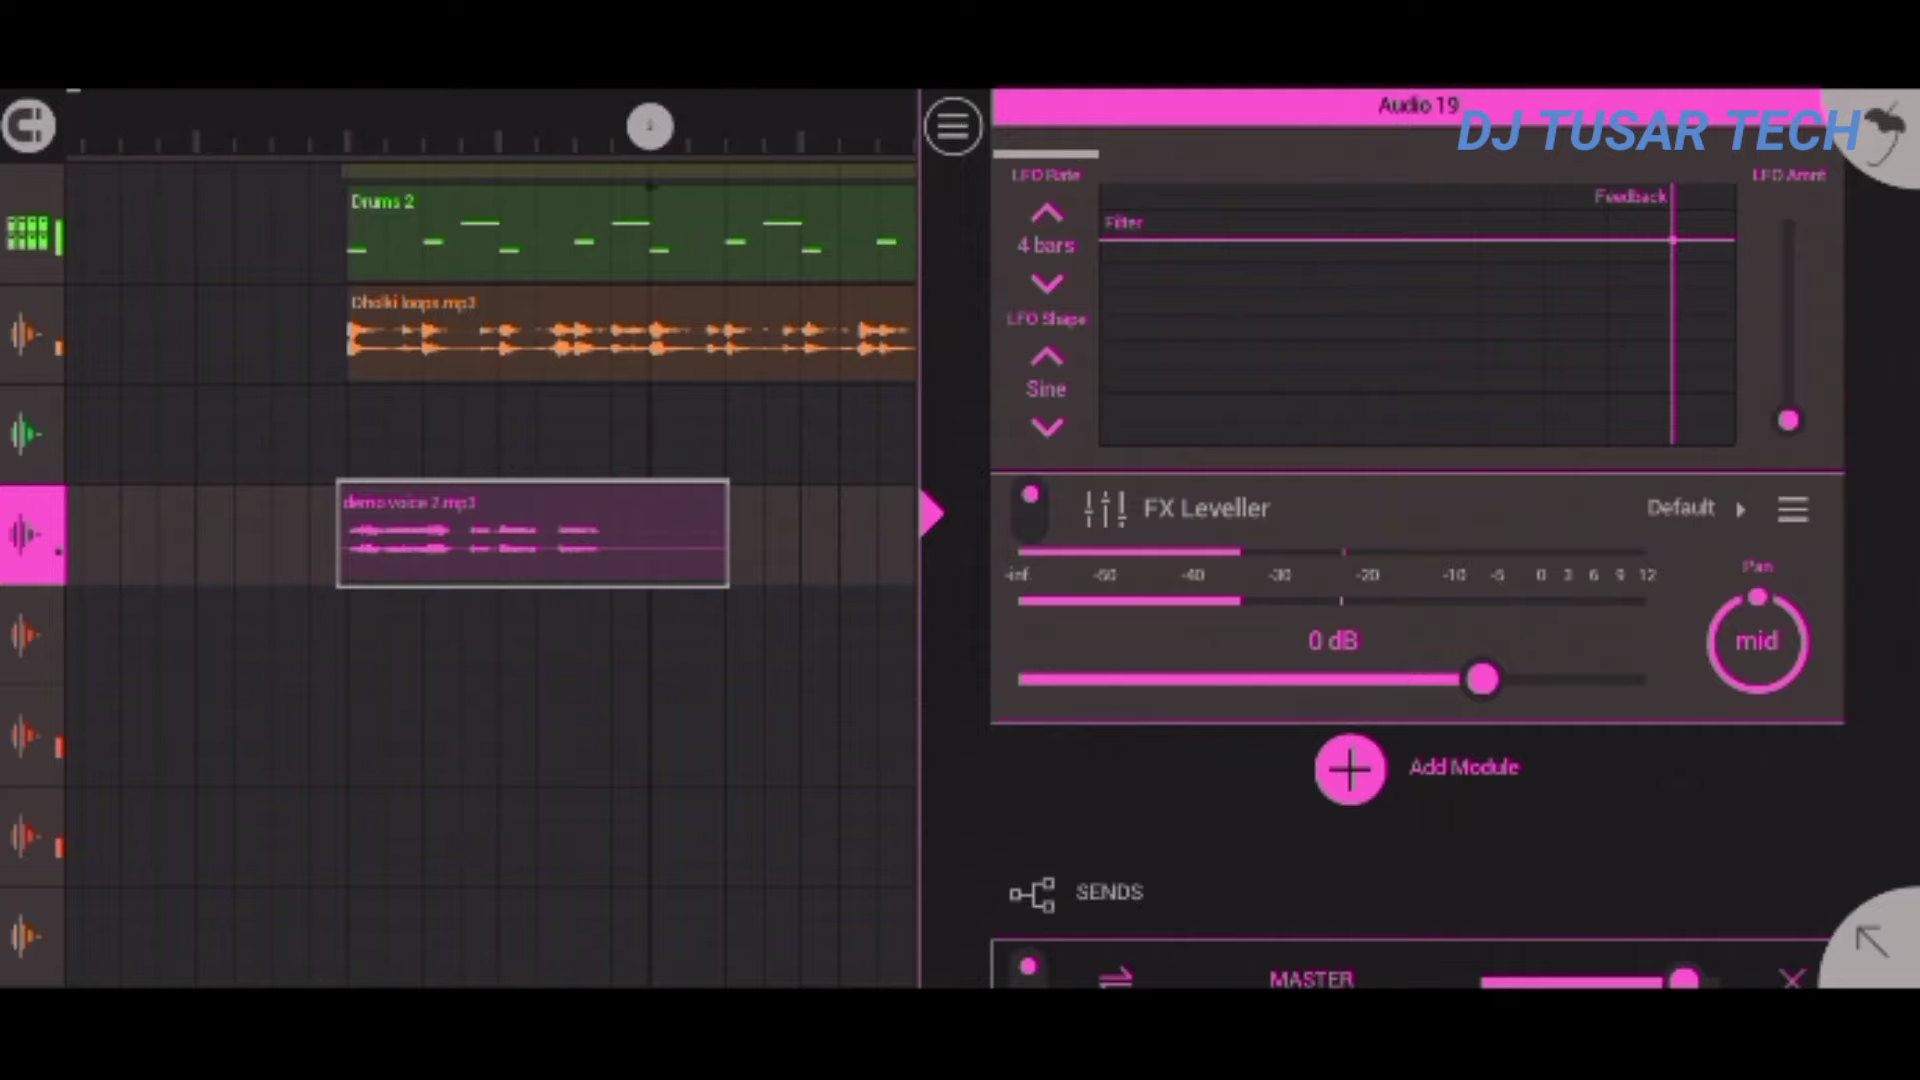 Audio 19
DJ TUSAR TECH
LFO Rate
LFO Amnt
Drums 2
Feedback
Filter
4 bars
Dholki loops.mp3
LFO Shape
Sine
demo voice 2.mp3
FX Leveller
Default
-inf -50 -40 -30 -20 -10 -5 0 3 6 9 12
Pan
0 dB
mid
Add Module
SENDS
MASTER